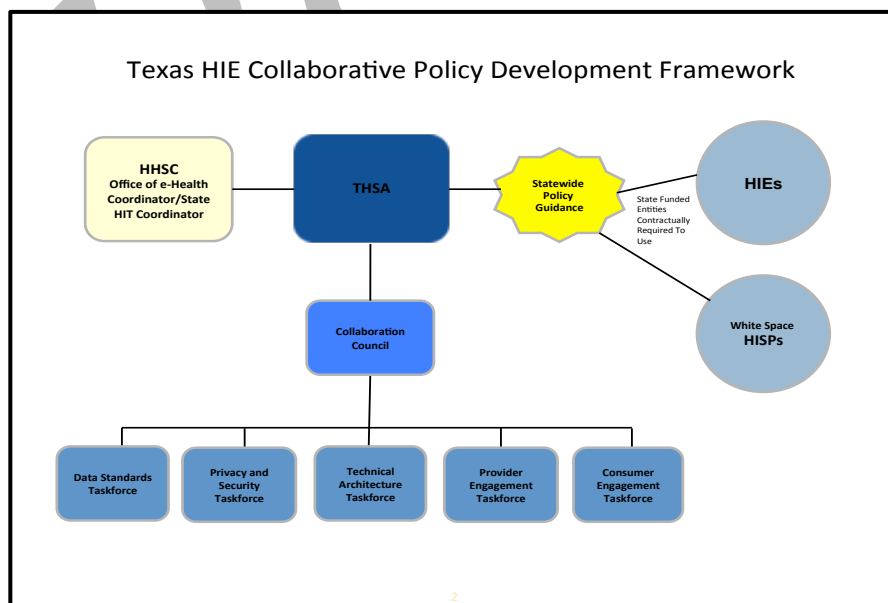 Texas HIE Collaborative Policy Development Framework
HHSC
Office of e-Health
Coordinator/State
HIT Coordinator
THSA
Statewide
Policy
Guidance
State Funded
Entities
Contractually
Required To
Use
HIEs
White Space
HISPs
Collaboration
Council
Data Standards
Taskforce
Privacy and
Security
Taskforce
Technical
Architecture
Taskforce
Provider
Engagement
Taskforce
Consumer
Engagement
Taskforce
2